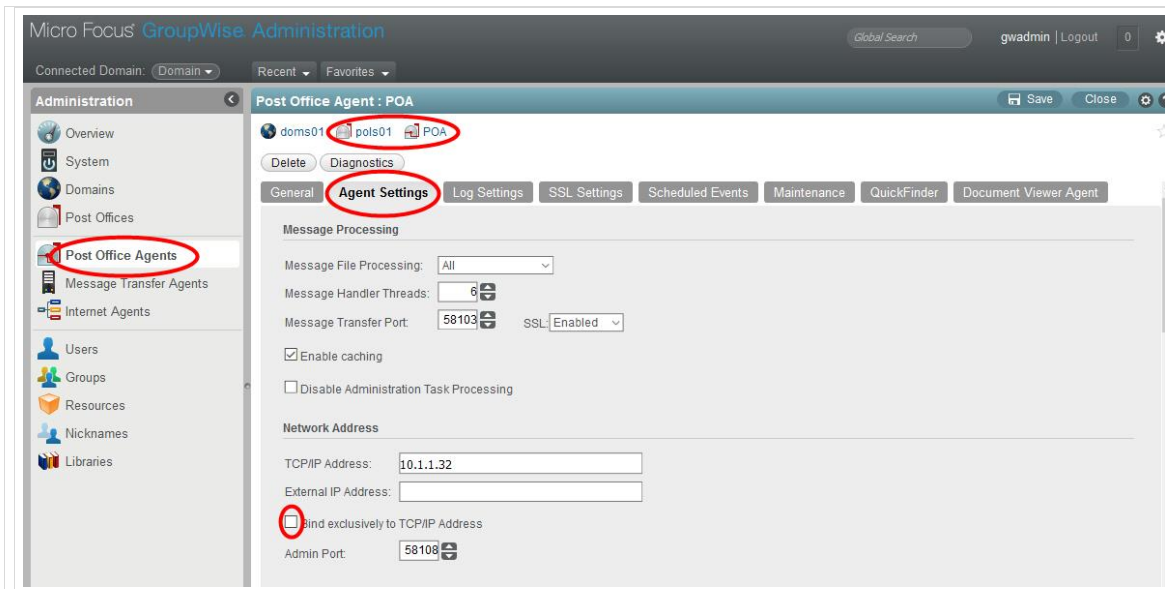 Micro Focus GroupWise Administration
Global Search
gwadmin | Logout 0
Connected Domain: Domain Recent Favorites
Administration
Overview
System
Domains
Post Offices
Post Office Agents
Message Transfer Agents
Internet Agents
Users
Groups
Resources
Nicknames
Libraries
Post Office Agent : POA
Save Close
doms01 pols01 POA
Delete Diagnostics
General Agent Settings Log Settings SSL Settings Scheduled Events Maintenance QuickFinder Document Viewer Agent
Message Processing
Message File Processing: All
Message Handler Threads: 6
Message Transfer Port: 58103 SSL: Enabled
Enable caching
Disable Administration Task Processing
Network Address
TCP/IP Address: 10.1.1.32
External IP Address:
Bind exclusively to TCP/IP Address
Admin Port: 58108